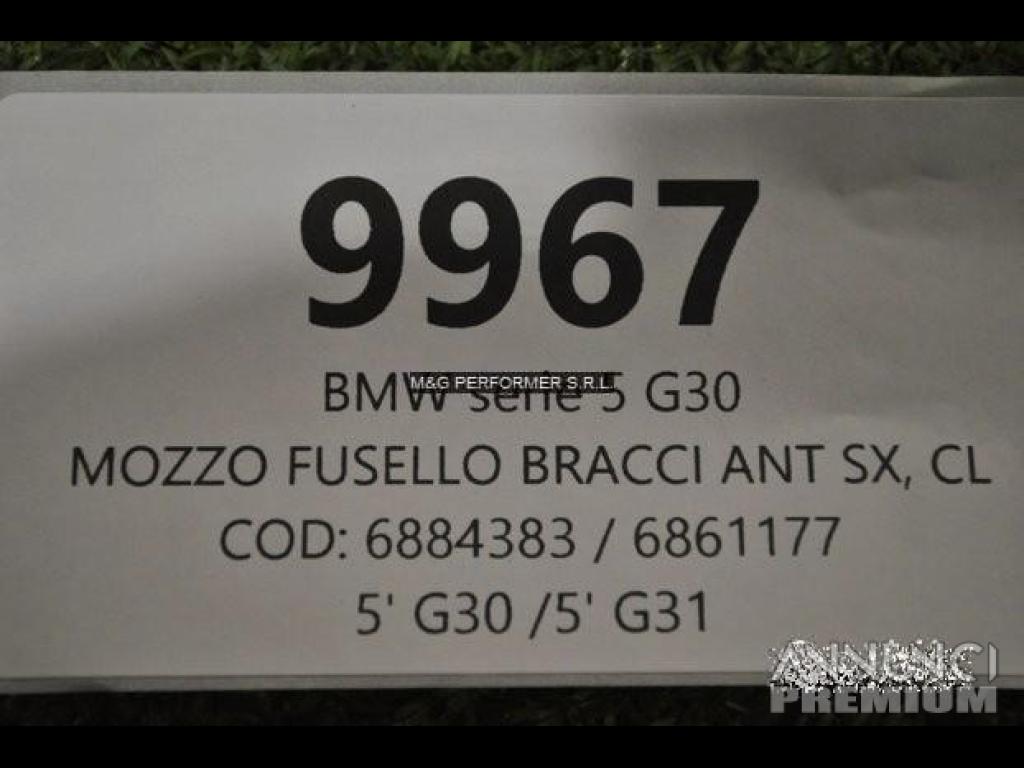 9967
BMW serie 5 G30
M&G PERFORMER S.R.L.
MOZZO FUSELLO BRACCI ANT SX, CL
COD: 6884383 / 6861177
5' G30 /5' G31
ANNUNCI
PREMIUM